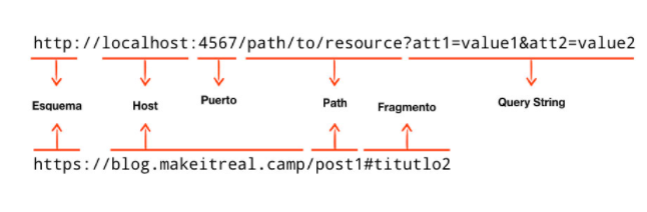 http://localhost:4567/path/to/resource?att1=value1&att2=value2
Esquema Host Puerto Path Fragmento Query String
https://blog.makeitreal.camp/post1#titutlo2